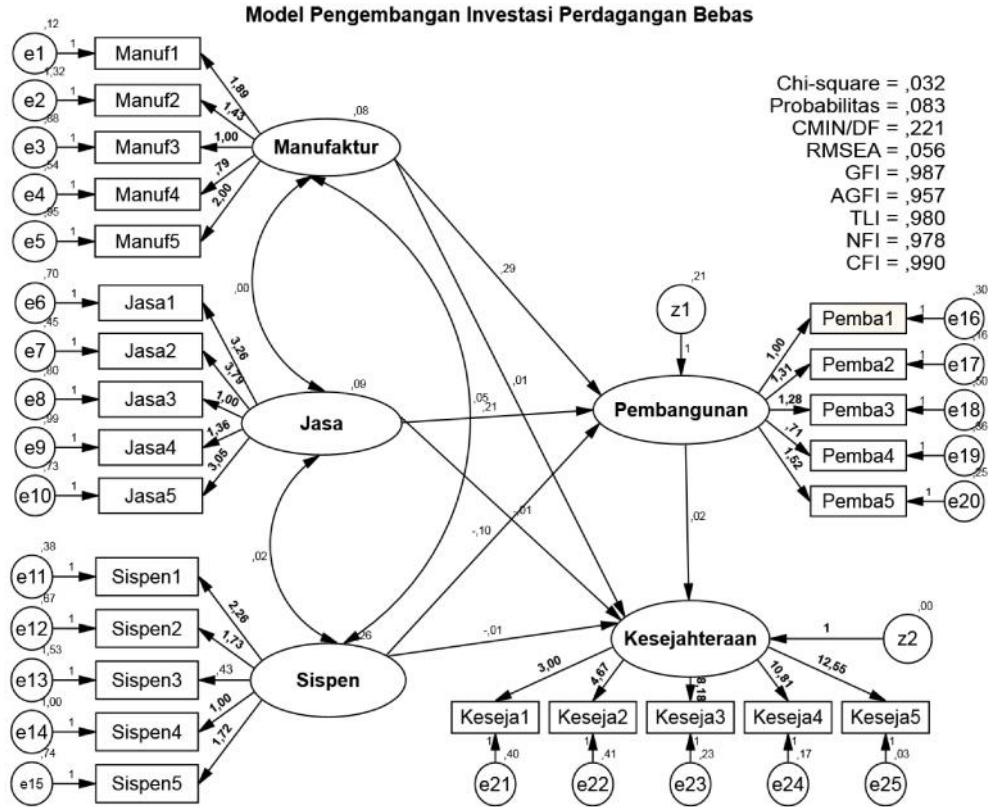 Model Pengembangan Investasi Perdagangan Bebas
Chi-square = ,032
Probabilitas = ,083
CMIN/DF = ,221
RMSEA = ,056
GFI = ,987
AGFI = ,957
TLI = ,980
NFI = ,978
CFI = ,990
,12
e1 1 Manuf1 1,89
1,32
e2 1 Manuf2 1,43
,88
e3 1 Manuf3 1,00
,54
e4 1 Manuf4 ,79
,95
e5 1 Manuf5 2,00
,08
Manufaktur
,70
e6 1 Jasa1 3,26
,45
e7 1 Jasa2 3,79
,80
e8 1 Jasa3 1,00
,99
e9 1 Jasa4 1,36
,73
e10 1 Jasa5 3,05
,09
Jasa
,38
e11 1 Sispen1 2,26
,67
e12 1 Sispen2 1,73
1,53
e13 1 Sispen3 ,43
1,00
e14 1 Sispen4 1,00
,74
e15 1 Sispen5 1,72
,26
Sispen
,00
,02
,05
,29
,01
,21
-,01
-,10
-,01
,02
,21
z1
1
Pembangunan
1,00 Pemba1 1 e16
,30
1,31 Pemba2 1 e17
,16
1,28 Pemba3 1 e18
,50
,71 Pemba4 1 e19
,36
1,52 Pemba5 1 e20
,25
,00
Kesejahteraan 1 z2
3,00 4,67 8,18 10,81 12,55
Keseja1 Keseja2 Keseja3 Keseja4 Keseja5
1 ,40 1 ,41 1 ,23 1 ,17 1 ,03
e21 e22 e23 e24 e25